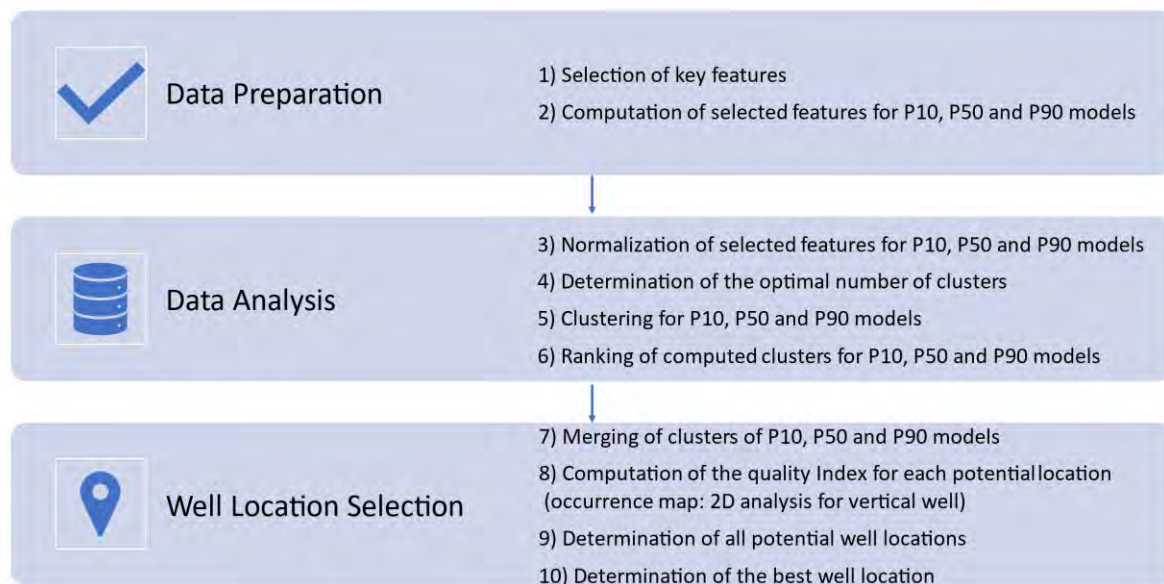 Data Preparation
1) Selection of key features
2) Computation of selected features for P10, P50 and P90 models
Data Analysis
3) Normalization of selected features for P10, P50 and P90 models
4) Determination of the optimal number of clusters
5) Clustering for P10, P50 and P90 models
6) Ranking of computed clusters for P10, P50 and P90 models
Well Location Selection
7) Merging of clusters of P10, P50 and P90 models
8) Computation of the quality Index for each potential location
(occurrence map: 2D analysis for vertical well)
9) Determination of all potential well locations
10) Determination of the best well location